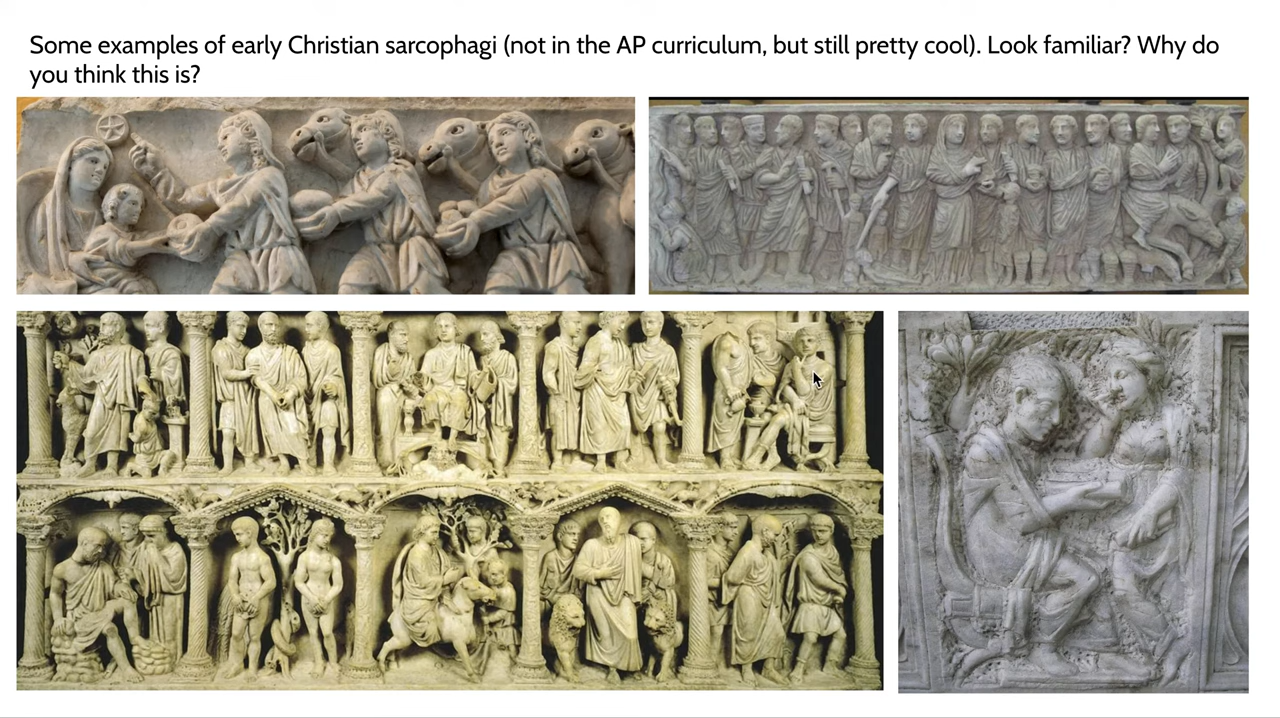 Some examples of early Christian sarcophagi (not in the AP curriculum, but still pretty cool). Look familiar? Why do
you think this is?